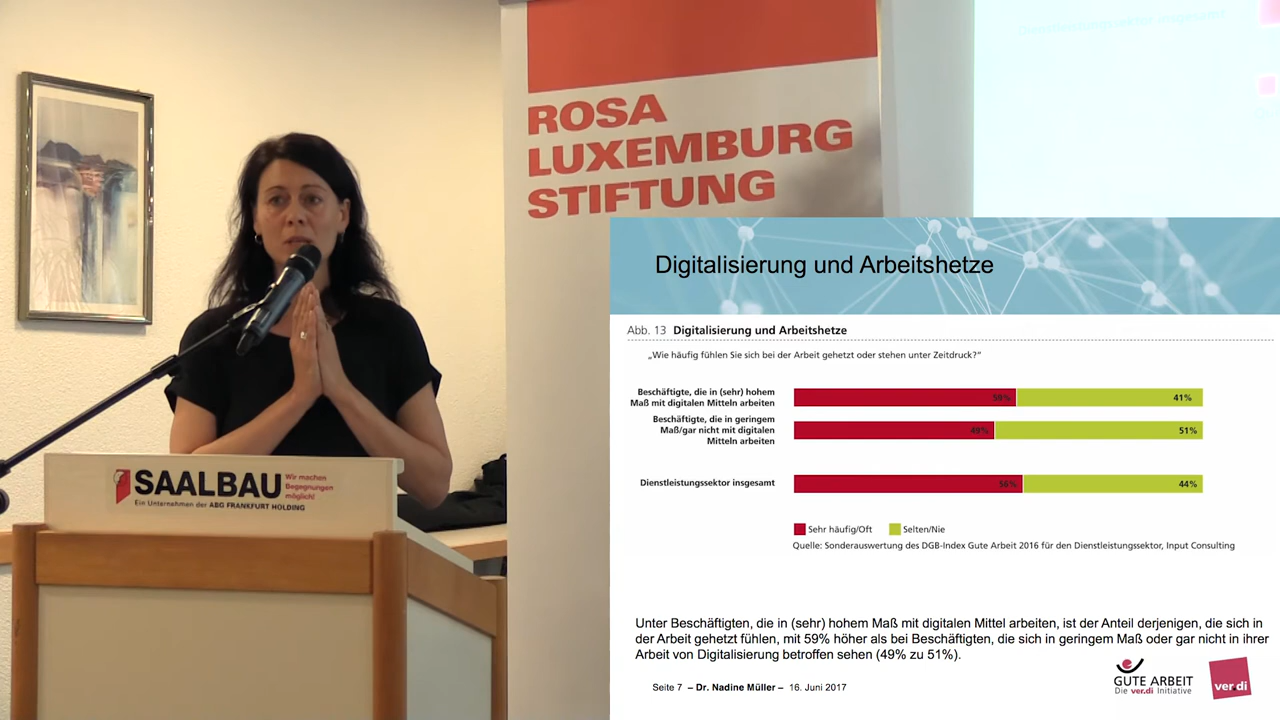 Dienstleistungssektor insgesamt
ROSA
LUXEMBURG
STIFTUNG
SAALBAU
Wir machen
Begegnungen
möglich!
Ein Unternehmen der ABG FRANKFURT HOLDING
Digitalisierung und Arbeitshetze
Abb. 13 Digitalisierung und Arbeitshetze
„Wie häufig fühlen Sie sich bei der Arbeit gehetzt oder stehen unter Zeitdruck?“
Beschäftigte, die in (sehr) hohem
Maß mit digitalen Mitteln arbeiten
59% 41%
Beschäftigte, die in geringem
Maß/gar nicht mit digitalen
Mitteln arbeiten
49% 51%
Dienstleistungssektor insgesamt
56% 44%
Sehr häufig/Oft Selten/Nie
Quelle: Sonderauswertung des DGB-Index Gute Arbeit 2016 für den Dienstleistungssektor, Input Consulting
Unter Beschäftigten, die in (sehr) hohem Maß mit digitalen Mittel arbeiten, ist der Anteil derjenigen, die sich in
der Arbeit gehetzt fühlen, mit 59% höher als bei Beschäftigten, die sich in geringem Maß oder gar nicht in ihrer
Arbeit von Digitalisierung betroffen sehen (49% zu 51%).
Seite 7 – Dr. Nadine Müller – 16. Juni 2017
GUTE ARBEIT
Die ver.di Initiative
ver.di